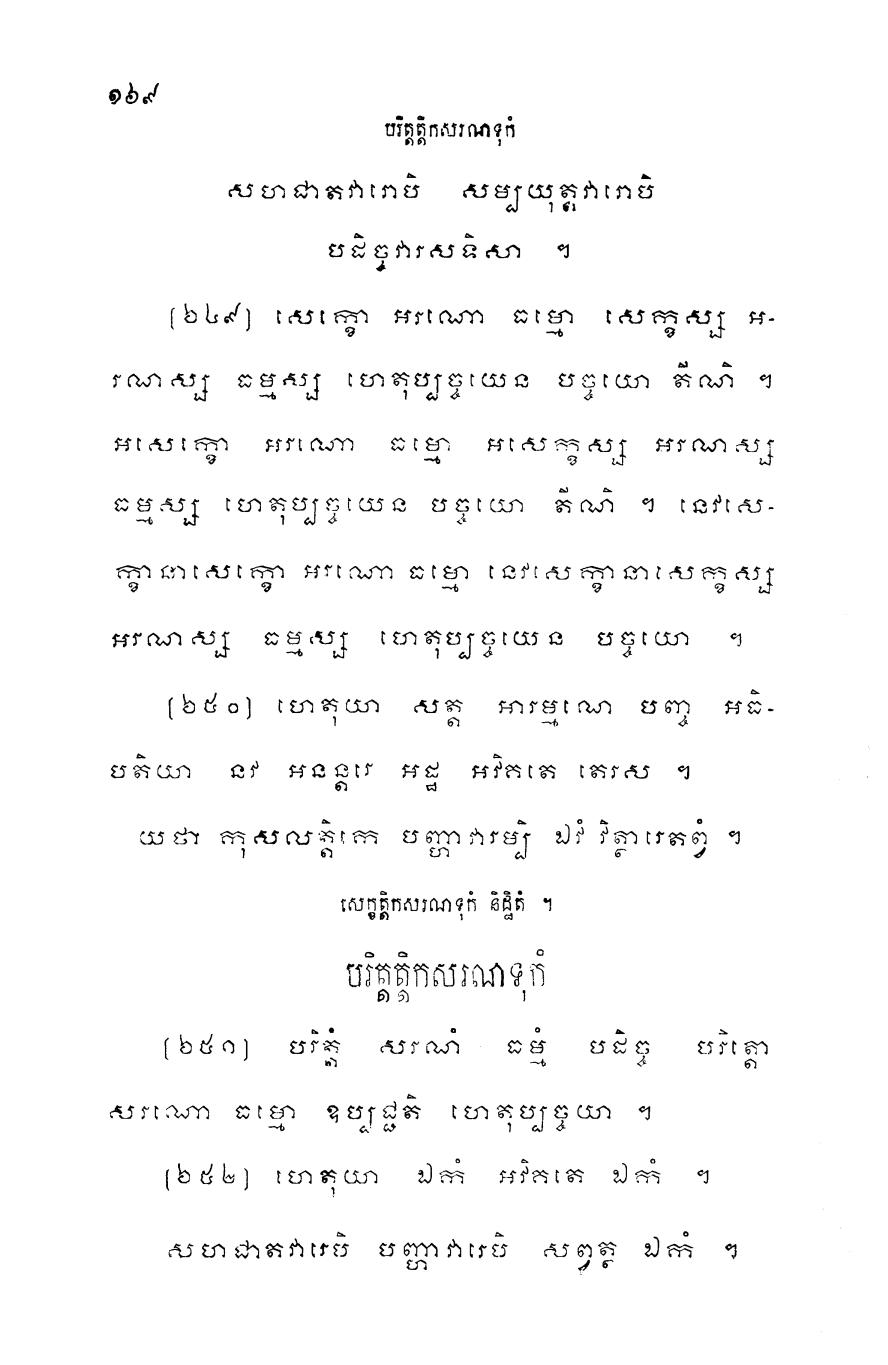 ១៦៩
បរិត្តត្តិកសរណទុកំ
សហជាតវារោបិ សម្បយុត្តវារោបិ
បដិច្ចវារសទិសា ។
[២៤៩] សេក្ខោ អរណោ ធម្មោ សេក្ខស្ស អ-
រណស្ស ធម្មស្ស ហេតុប្បច្ចយេន បច្ចយោ តីណិ ។
អសេក្ខោ អរណោ ធម្មោ អសេក្ខស្ស អរណស្ស
ធម្មស្ស ហេតុប្បច្ចយេន បច្ចយោ តីណិ ។ នេវសេ-
ក្ខានាសេក្ខោ អរណោ ធម្មោ នេវសេក្ខានាសេក្ខស្ស
អរណស្ស ធម្មស្ស ហេតុប្បច្ចយេន បច្ចយោ ។
[២៥០] ហេតុយា សត្ត អារម្មណេ បញ្ច អធិ-
បតិយា នវ អនន្តរេ អដ្ឋ អវិគតេ តេរស ។
យថា កុសលត្តិកេ បញ្ហាវារម្បិ ឯវំ វិត្ថារេតព្វំ ។
សេក្ខត្តិកសរណទុកំ និដ្ឋិតំ ។
បរិត្តត្តិកសរណទុកំ
[២៥១] បរិត្តំ សរណំ ធម្មំ បដិច្ច បរិត្តោ
សរណោ ធម្មោ ឧប្បជ្ជតិ ហេតុប្បច្ចយា ។
[២៥២] ហេតុយា ឯកំ អវិគតេ ឯកំ ។
សហជាតវារេបិ បញ្ហាវារេបិ សព្វត្ថ ឯកំ ។